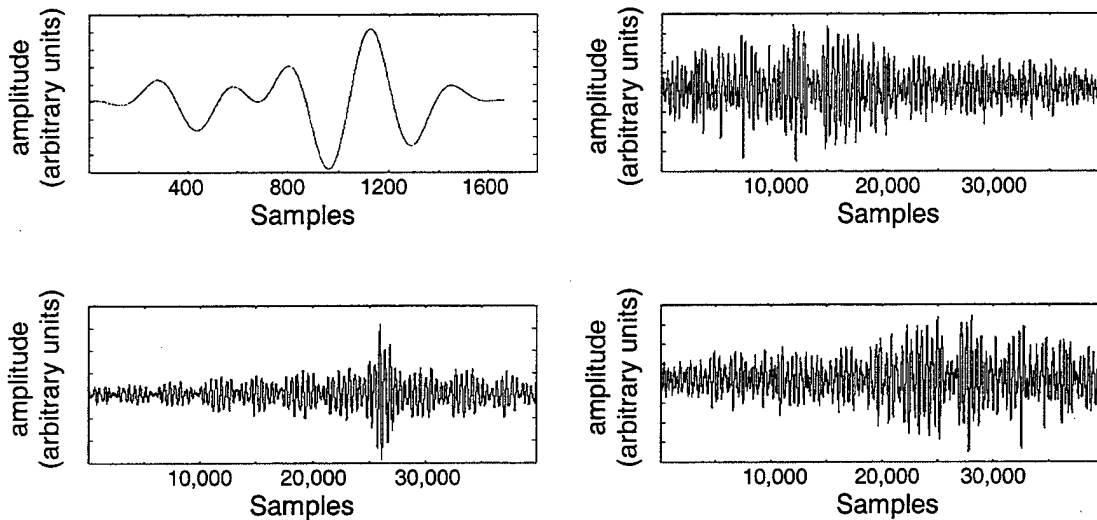 amplitude
(arbitrary units)
400 800 1200 1600
Samples
amplitude
(arbitrary units)
10,000 20,000 30,000
Samples
amplitude
(arbitrary units)
10,000 20,000 30,000
Samples
amplitude
(arbitrary units)
10,000 20,000 30,000
Samples